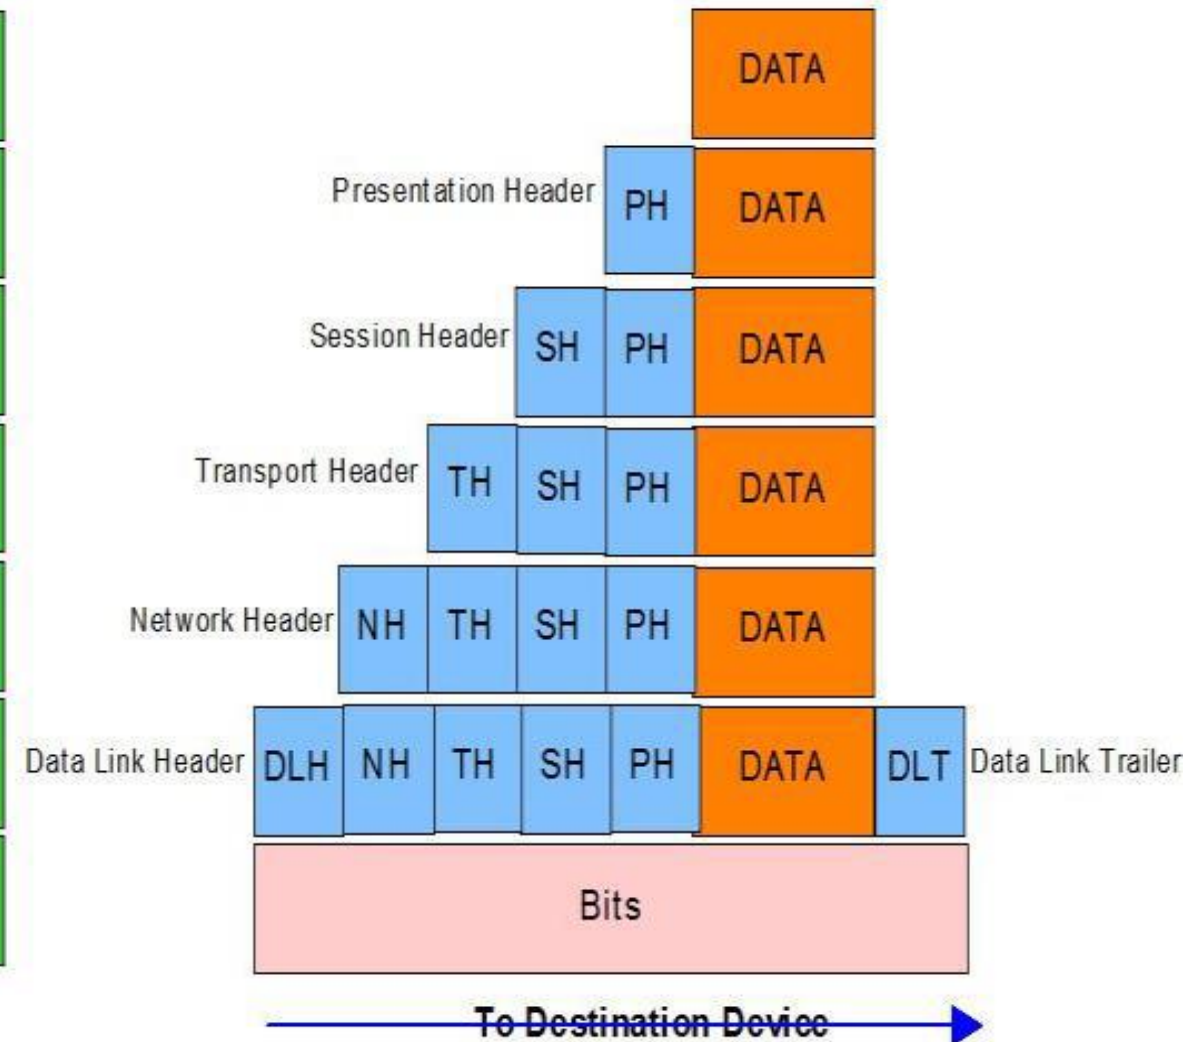 DATA
Presentation Header PH DATA
Session Header SH PH DATA
Transport Header TH SH PH DATA
Network Header NH TH SH PH DATA
Data Link Header DLH NH TH SH PH DATA DLT Data Link Trailer
Bits
To Destination Device